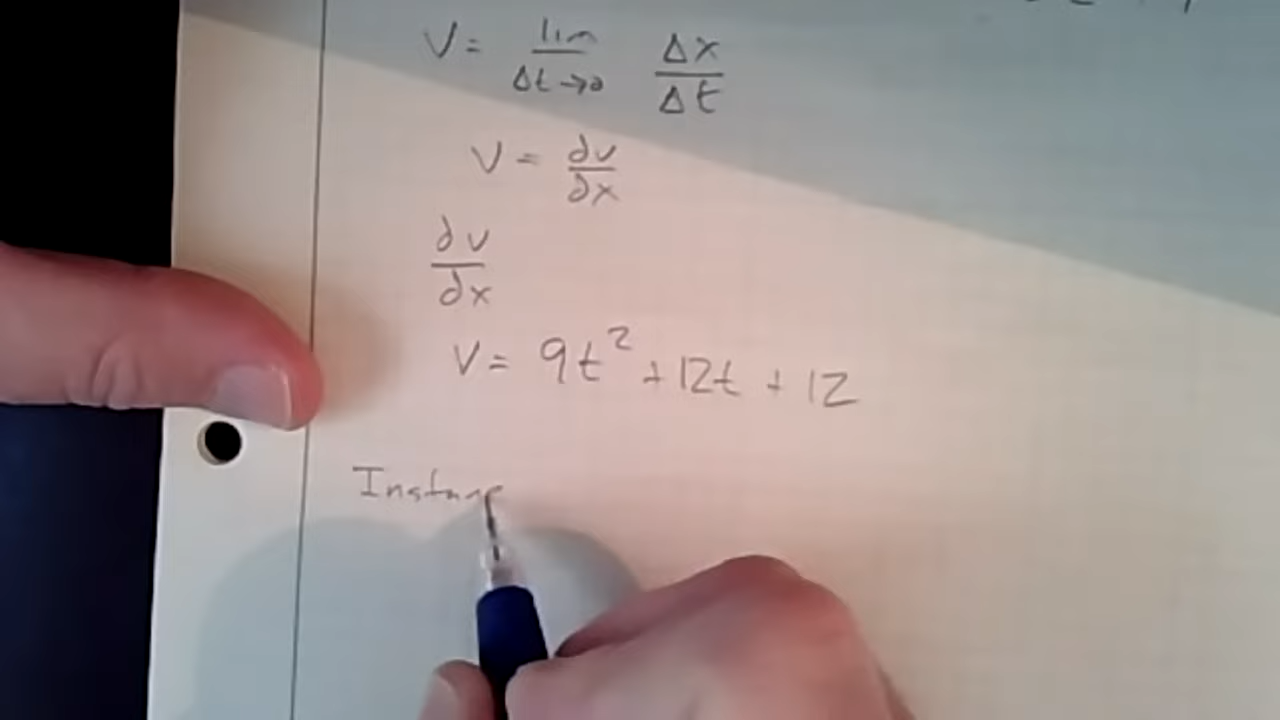 V = lim Δx
Δt→0 Δt
V = ∂v
∂x
∂v
∂x
V = 9t² + 12t + 12
Instan